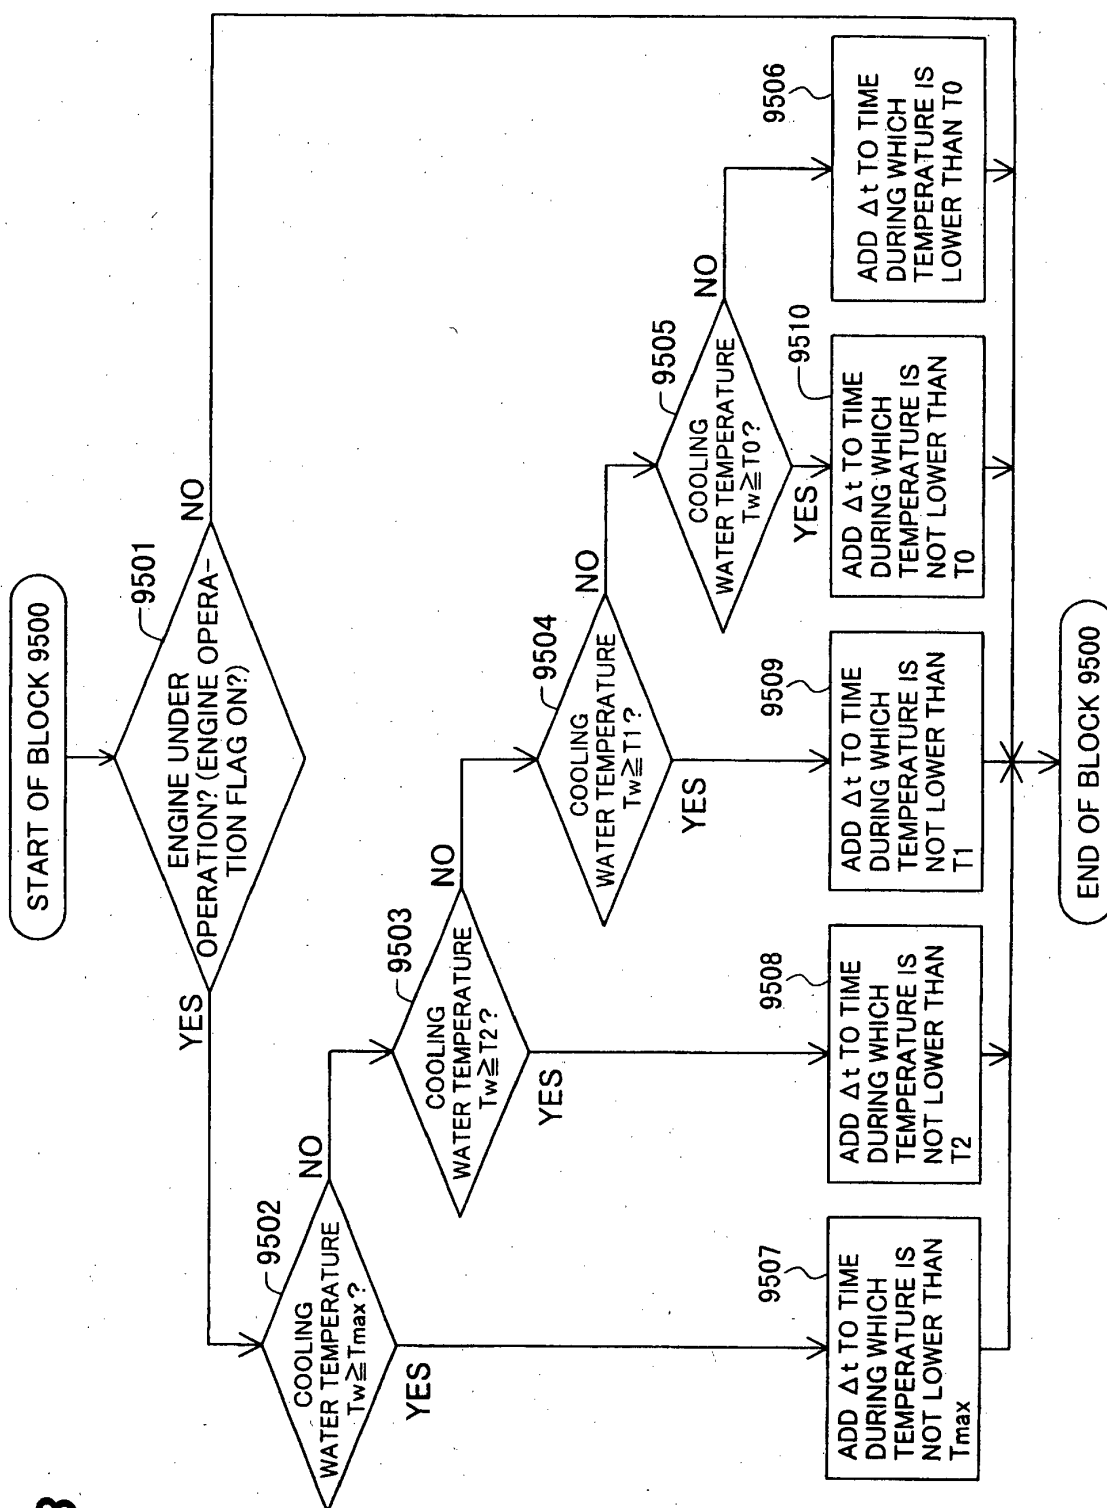 START OF BLOCK 9500
9501
ENGINE UNDER
OPERATION? (ENGINE OPERA-
TION FLAG ON?)
YES
NO
9502
COOLING
WATER TEMPERATURE
Tw≧Tmax?
YES
NO
9503
COOLING
WATER TEMPERATURE
Tw≧T2?
YES
NO
9504
COOLING
WATER TEMPERATURE
Tw≧T1?
YES
NO
9505
COOLING
WATER TEMPERATURE
Tw≧T0?
YES
NO
9507
ADD Δt TO TIME
DURING WHICH
TEMPERATURE IS
NOT LOWER THAN
Tmax
9508
ADD Δt TO TIME
DURING WHICH
TEMPERATURE IS
NOT LOWER THAN
T2
9509
ADD Δt TO TIME
DURING WHICH
TEMPERATURE IS
NOT LOWER THAN
T1
9510
ADD Δt TO TIME
DURING WHICH
TEMPERATURE IS
NOT LOWER THAN
T0
9506
ADD Δt TO TIME
DURING WHICH
TEMPERATURE IS
LOWER THAN T0
END OF BLOCK 9500